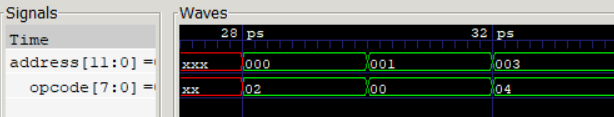 Signals
Waves
Time
28 ps 32 ps
address[11:0] =
xxx 000 001 003
opcode[7:0] =
xx 02 00 04